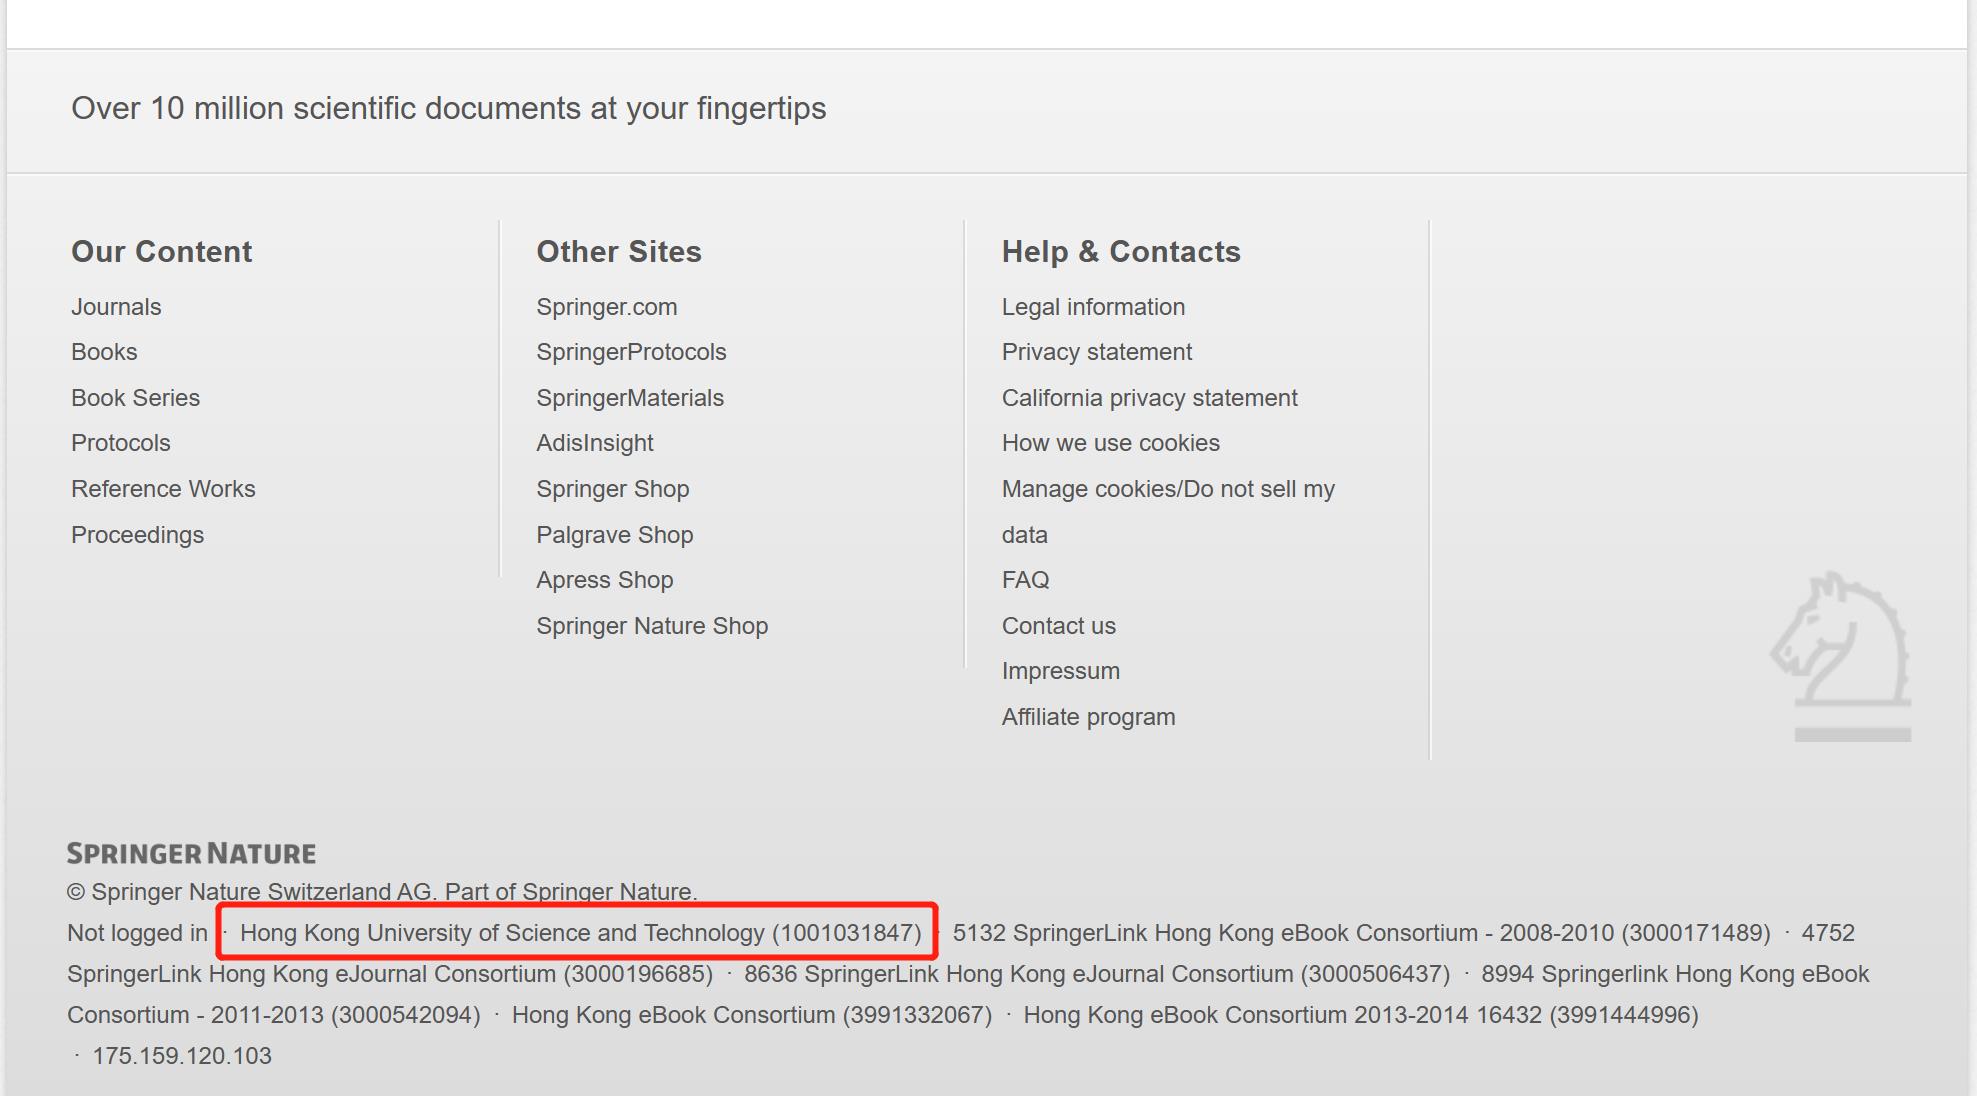 Over 10 million scientific documents at your fingertips
Our Content
Journals
Books
Book Series
Protocols
Reference Works
Proceedings
Other Sites
Springer.com
SpringerProtocols
SpringerMaterials
AdisInsight
Springer Shop
Palgrave Shop
Apress Shop
Springer Nature Shop
Help & Contacts
Legal information
Privacy statement
California privacy statement
How we use cookies
Manage cookies/Do not sell my
data
FAQ
Contact us
Impressum
Affiliate program
SPRINGER NATURE
© Springer Nature Switzerland AG. Part of Springer Nature.
Not logged in · Hong Kong University of Science and Technology (1001031847) · 5132 SpringerLink Hong Kong eBook Consortium - 2008-2010 (3000171489) · 4752
SpringerLink Hong Kong eJournal Consortium (3000196685) · 8636 SpringerLink Hong Kong eJournal Consortium (3000506437) · 8994 Springerlink Hong Kong eBook
Consortium - 2011-2013 (3000542094) · Hong Kong eBook Consortium (3991332067) · Hong Kong eBook Consortium 2013-2014 16432 (3991444996)
· 175.159.120.103